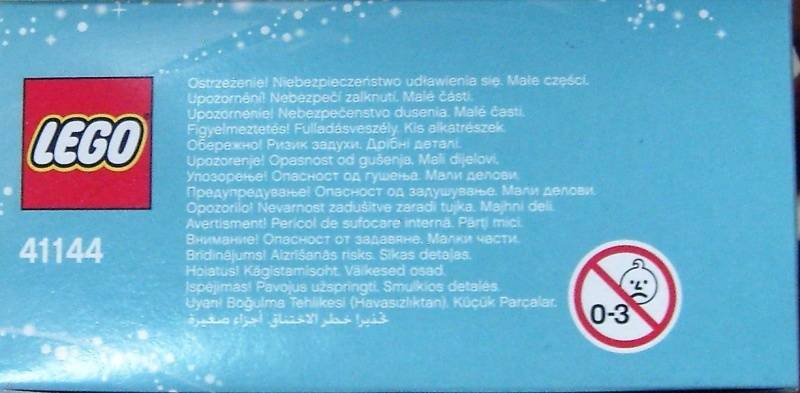 LEGO
41144
Ostrzeżenie! Niebezpieczeństwo udławienia się. Małe części.
Upozornění! Nebezpečí zalknutí. Malé části.
Upozornenie! Nebezpečenstvo dusenia. Malé časti.
Figyelmeztetés! Fulladásveszély. Kis alkatrészek.
Обережно! Ризик задухи. Дрібні деталі.
Upozorenje! Opasnost od gušenja. Mali dijelovi.
Упозорење! Опасност од гушења. Мали делови.
Предупредување! Опасност од задушување. Мали делови.
Opozorilo! Nevarnost zadušitve zaradi tujka. Majhni deli.
Avertisment! Pericol de sufocare internă. Părţi mici.
Внимание! Опасност от задавяне. Малки части.
Brīdinājums! Aizrīšanās risks. Sīkas detaļas.
Hoiatus! Kägistamisoht. Väikesed osad.
Įspėjimas! Pavojus užspringti. Smulkios detalės.
Uyarı! Boğulma Tehlikesi (Havasızlıktan). Küçük Parçalar.
تحذير! خطر الاختناق. أجزاء صغيرة
0-3